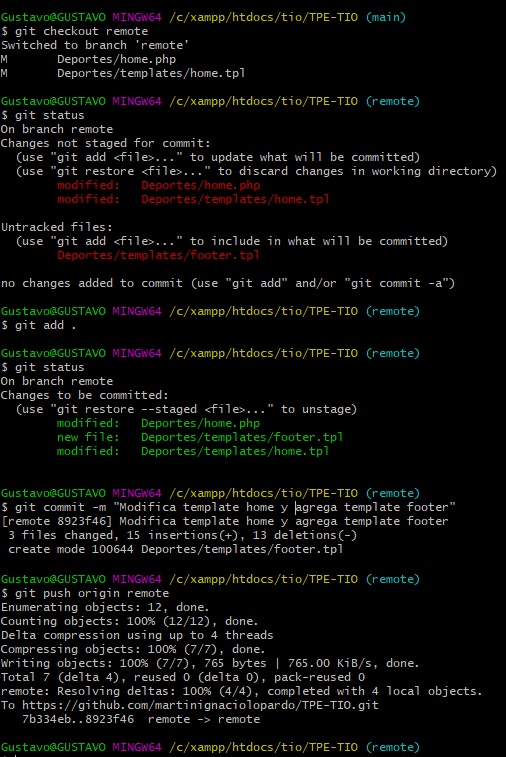 Gustavo@GUSTAVO MINGW64 /c/xampp/htdocs/tio/TPE-TIO (main)
$ git checkout remote
Switched to branch 'remote'
M       Deportes/home.php
M       Deportes/templates/home.tpl
Gustavo@GUSTAVO MINGW64 /c/xampp/htdocs/tio/TPE-TIO (remote)
$ git status
On branch remote
Changes not staged for commit:
  (use "git add <file>..." to update what will be committed)
  (use "git restore <file>..." to discard changes in working directory)
        modified:   Deportes/home.php
        modified:   Deportes/templates/home.tpl
Untracked files:
  (use "git add <file>..." to include in what will be committed)
        Deportes/templates/footer.tpl
no changes added to commit (use "git add" and/or "git commit -a")
Gustavo@GUSTAVO MINGW64 /c/xampp/htdocs/tio/TPE-TIO (remote)
$ git add .
Gustavo@GUSTAVO MINGW64 /c/xampp/htdocs/tio/TPE-TIO (remote)
$ git status
On branch remote
Changes to be committed:
  (use "git restore --staged <file>..." to unstage)
        modified:   Deportes/home.php
        new file:   Deportes/templates/footer.tpl
        modified:   Deportes/templates/home.tpl
Gustavo@GUSTAVO MINGW64 /c/xampp/htdocs/tio/TPE-TIO (remote)
$ git commit -m "Modifica template home y agrega template footer"
[remote 8923f46] Modifica template home y agrega template footer
 3 files changed, 15 insertions(+), 13 deletions(-)
 create mode 100644 Deportes/templates/footer.tpl
Gustavo@GUSTAVO MINGW64 /c/xampp/htdocs/tio/TPE-TIO (remote)
$ git push origin remote
Enumerating objects: 12, done.
Counting objects: 100% (12/12), done.
Delta compression using up to 4 threads
Compressing objects: 100% (7/7), done.
Writing objects: 100% (7/7), 765 bytes | 765.00 KiB/s, done.
Total 7 (delta 4), reused 0 (delta 0), pack-reused 0
remote: Resolving deltas: 100% (4/4), completed with 4 local objects.
To https://github.com/martinignaciolopardo/TPE-TIO.git
   7b334eb..8923f46  remote -> remote
Gustavo@GUSTAVO MINGW64 /c/xampp/htdocs/tio/TPE-TIO (remote)